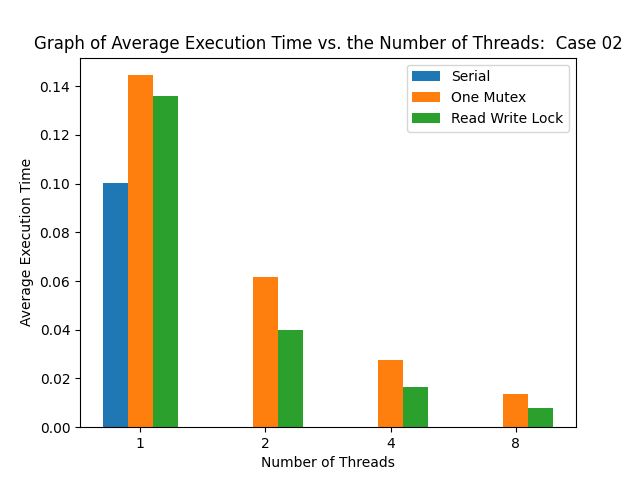 Graph of Average Execution Time vs. the Number of Threads:  Case 02
Serial
One Mutex
Read Write Lock
Average Execution Time
0.14
0.12
0.10
0.08
0.06
0.04
0.02
0.00
1 2 4 8
Number of Threads